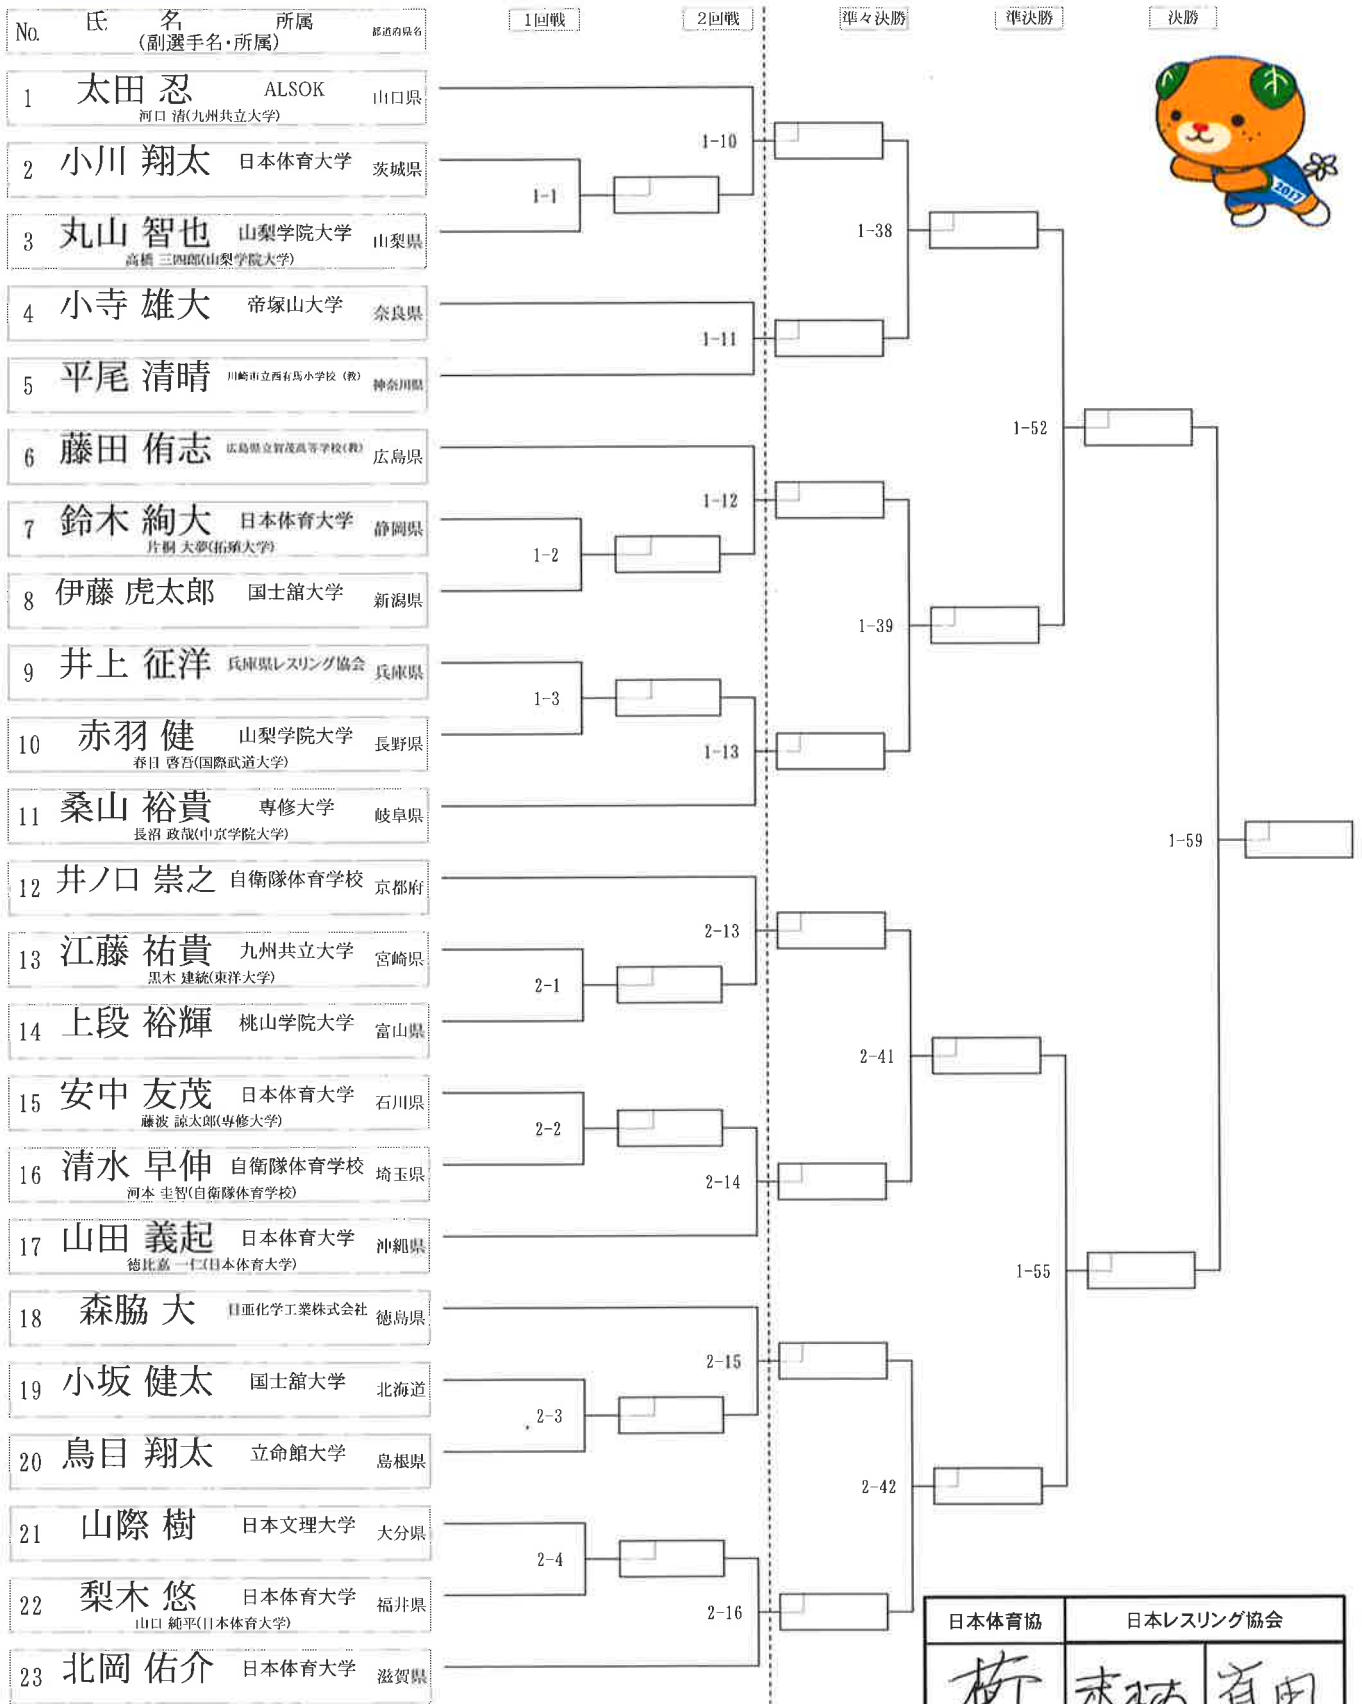 No. 氏 名 所属 都道府県名 1回戦 2回戦 準々決勝 準決勝 決勝
(副選手名・所属)
1 太田 忍 ALSOK 山口県
河口 清(九州共立大学)
1-10
2 小川 翔太 日本体育大学 茨城県
1-1
2017
3 丸山 智也 山梨学院大学 山梨県
高橋 三四郎(山梨学院大学)
1-38
4 小寺 雄大 帝塚山大学 奈良県
1-11
5 平尾 清晴 川崎市立西有馬小学校(教) 神奈川県
1-52
6 藤田 侑志 広島県立賀茂高等学校(教) 広島県
1-12
7 鈴木 絢大 日本体育大学 静岡県
片桐 大夢(拓殖大学)
1-2
8 伊藤 虎太郎 国士舘大学 新潟県
1-39
9 井上 征洋 兵庫県レスリング協会 兵庫県
1-3
10 赤羽 健 山梨学院大学 長野県
春日 啓吾(国際武道大学)
1-13
11 桑山 裕貴 専修大学 岐阜県
長沼 政哉(中京学院大学)
1-59
12 井ノ口 崇之 自衛隊体育学校 京都府
2-13
13 江藤 祐貴 九州共立大学 宮崎県
黒木 建統(東洋大学)
2-1
14 上段 裕輝 桃山学院大学 富山県
2-41
15 安中 友茂 日本体育大学 石川県
藤波 諒太郎(専修大学)
2-2
16 清水 早伸 自衛隊体育学校 埼玉県
河本 圭智(自衛隊体育学校)
2-14
17 山田 義起 日本体育大学 沖縄県
徳比嘉 一仁(日本体育大学)
1-55
18 森脇 大 日亜化学工業株式会社 徳島県
2-15
19 小坂 健太 国士舘大学 北海道
2-3
20 鳥目 翔太 立命館大学 島根県
2-42
21 山際 樹 日本文理大学 大分県
2-4
22 梨木 悠 日本体育大学 福井県
山口 純平(日本体育大学)
2-16
日本体育協 日本レスリング協会
23 北岡 佑介 日本体育大学 滋賀県